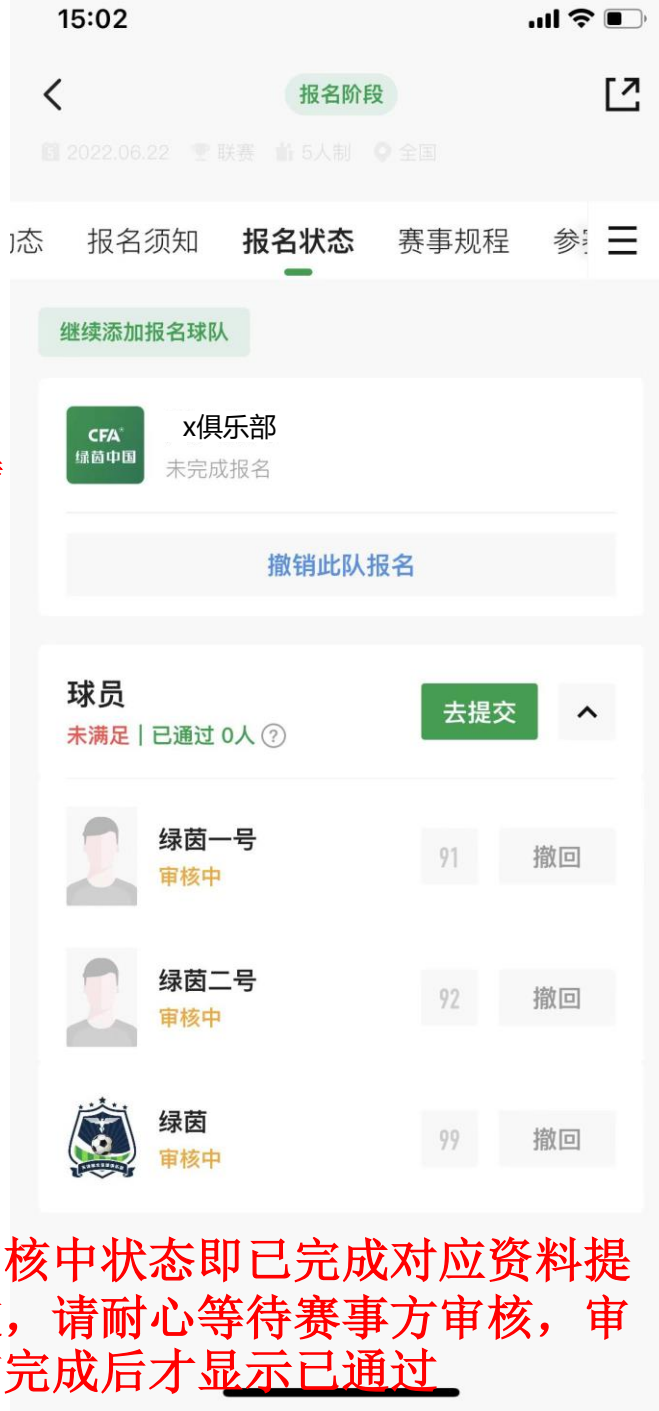 15:02
报名阶段
2022.06.22 联赛 5人制 全国
态 报名须知 报名状态 赛事规程 参
继续添加报名球队
CFA
绿茵中国
x俱乐部
未完成报名
撤销此队报名
球员
去提交
未满足 | 已通过 0人 ?
绿茵一号
审核中
91 撤回
绿茵二号
审核中
92 撤回
绿茵
审核中
99 撤回
核中状态即已完成对应资料提
,请耐心等待赛事方审核,审
完成后才显示已通过